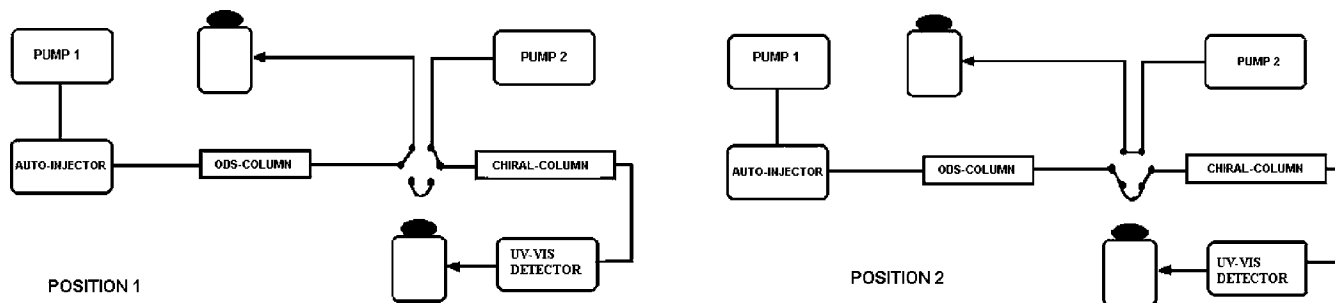 PUMP 1
PUMP 2
AUTO-INJECTOR
ODS-COLUMN
CHIRAL-COLUMN
UV-VIS
DETECTOR
POSITION 1
PUMP 1
PUMP 2
AUTO-INJECTOR
ODS-COLUMN
CHIRAL-COLUMN
UV-VIS
DETECTOR
POSITION 2